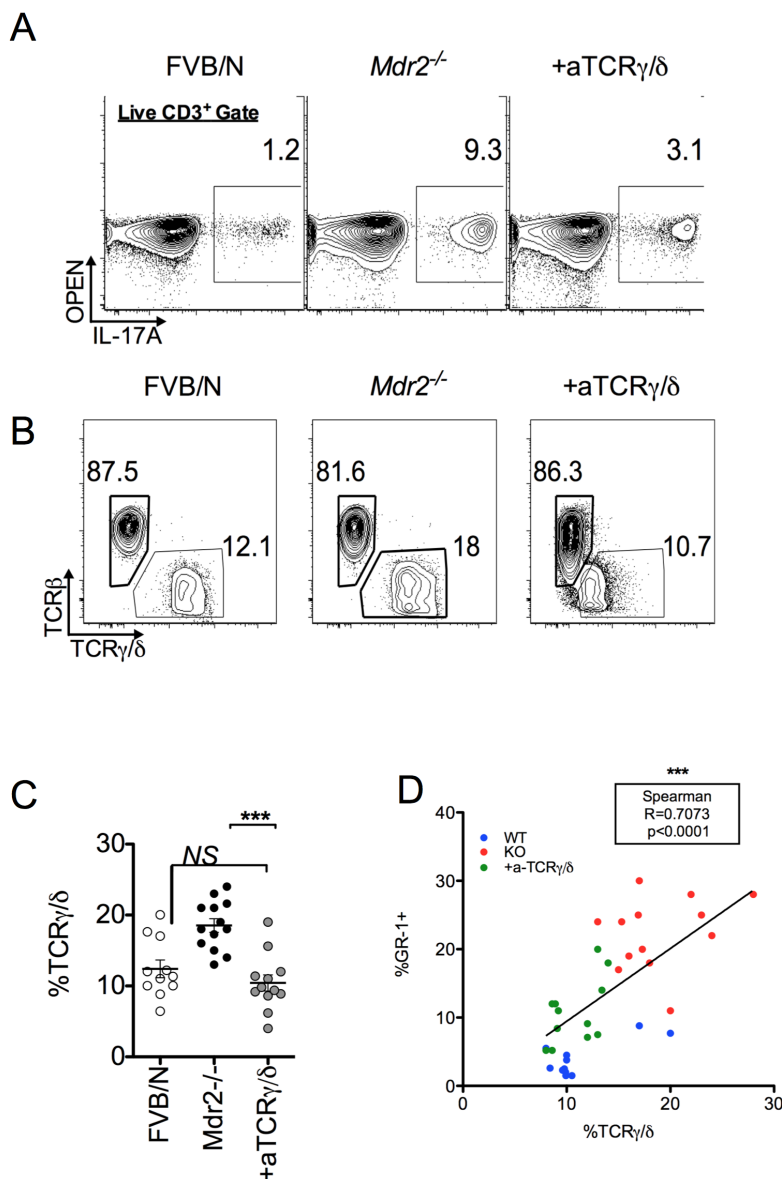 A
FVB/N Mdr2-/- +aTCRγ/δ
Live CD3+ Gate
1.2 9.3 3.1
OPEN
IL-17A
FVB/N Mdr2-/- +aTCRγ/δ
B
87.5 81.6 86.3
12.1 18 10.7
TCRβ
TCRγ/δ
C
***
NS
30
20
10
0
%TCRγ/δ
FVB/N
Mdr2-/-
+aTCRγ/δ
D
***
Spearman
R=0.7073
p<0.0001
WT
KO
+a-TCRγ/δ
40
30
20
10
0
%GR-1+
0 10 20 30
%TCRγ/δ